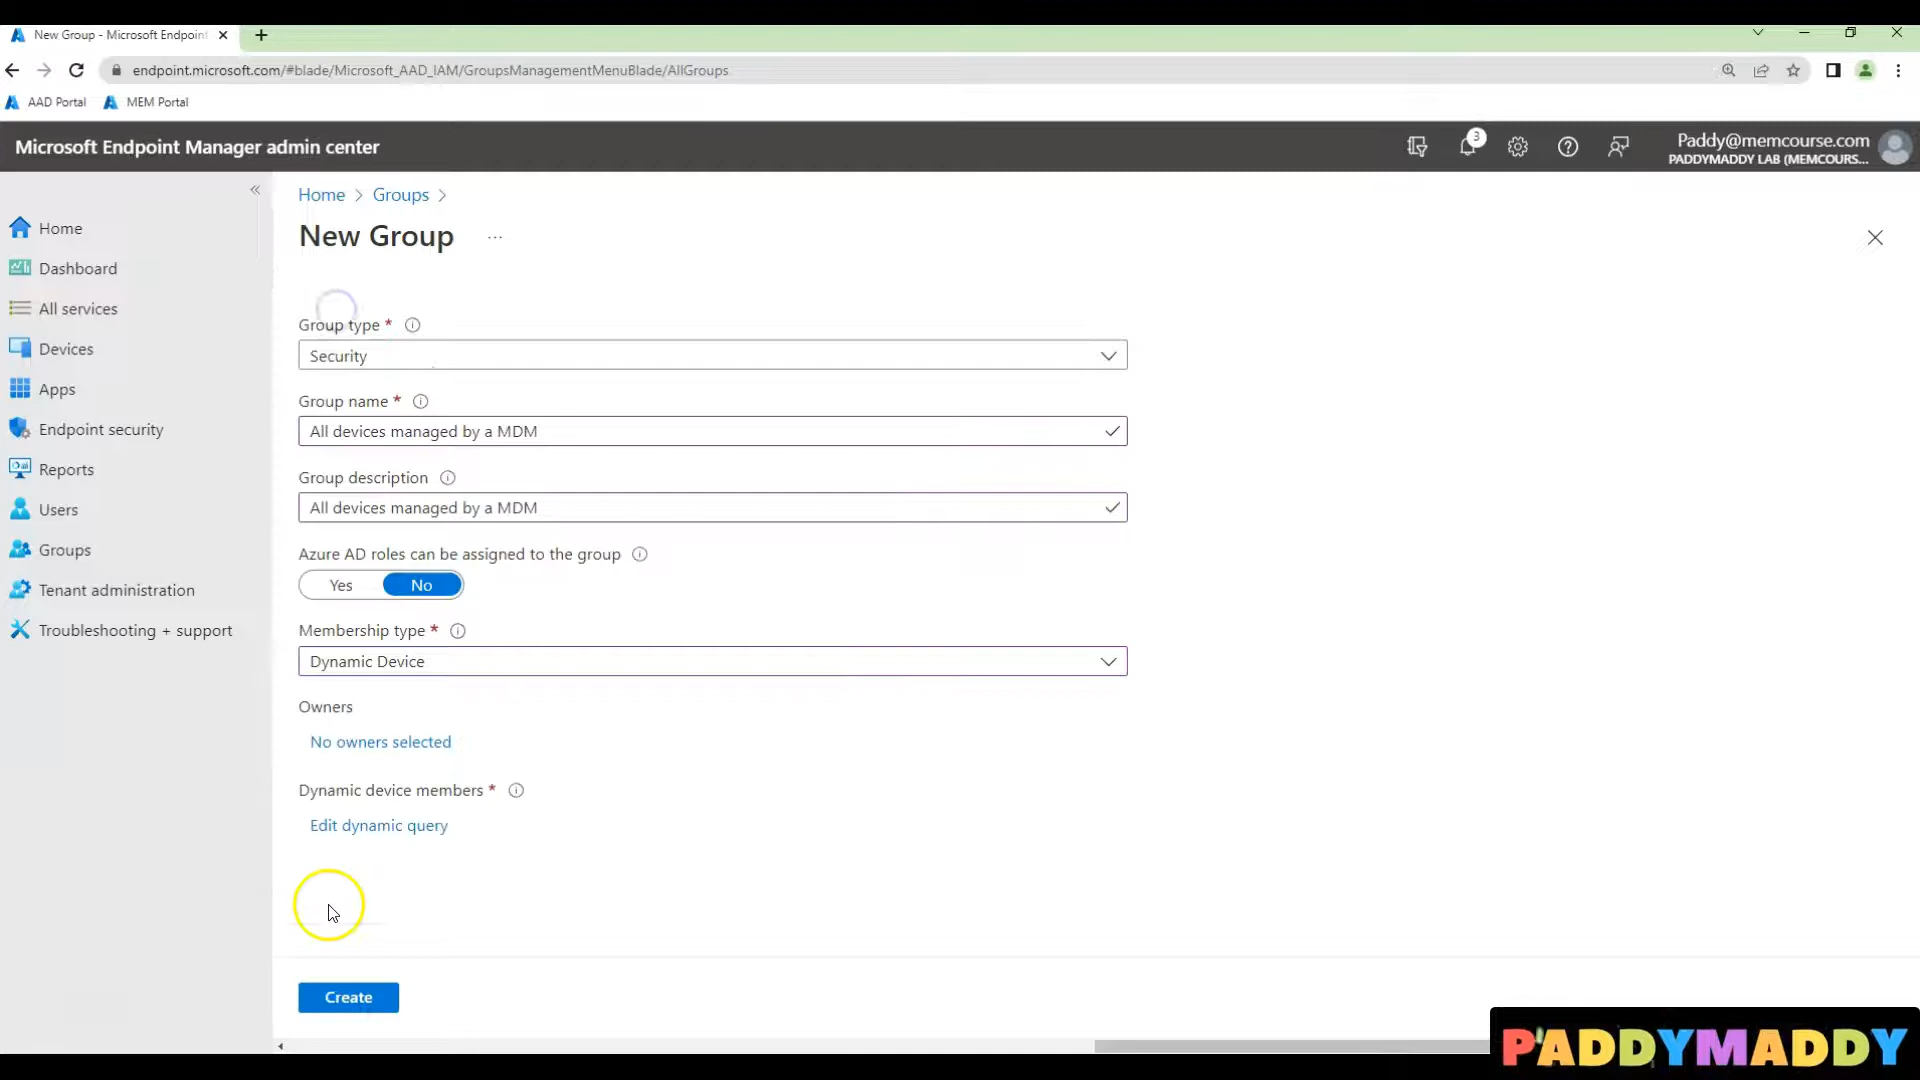 New Group - Microsoft Endpoint
endpoint.microsoft.com/#blade/Microsoft_AAD_IAM/GroupsManagementMenuBlade/AllGroups
AAD Portal
MEM Portal
Microsoft Endpoint Manager admin center
3
Paddy@memcourse.com
PADDYMADDY LAB (MEMCOURS...
Home
Dashboard
All services
Devices
Apps
Endpoint security
Reports
Users
Groups
Tenant administration
Troubleshooting + support
Home > Groups >
New Group ...
Group type *
Security
Group name *
All devices managed by a MDM
Group description
All devices managed by a MDM
Azure AD roles can be assigned to the group
Yes No
Membership type *
Dynamic Device
Owners
No owners selected
Dynamic device members *
Edit dynamic query
Create
PADDYMADDY